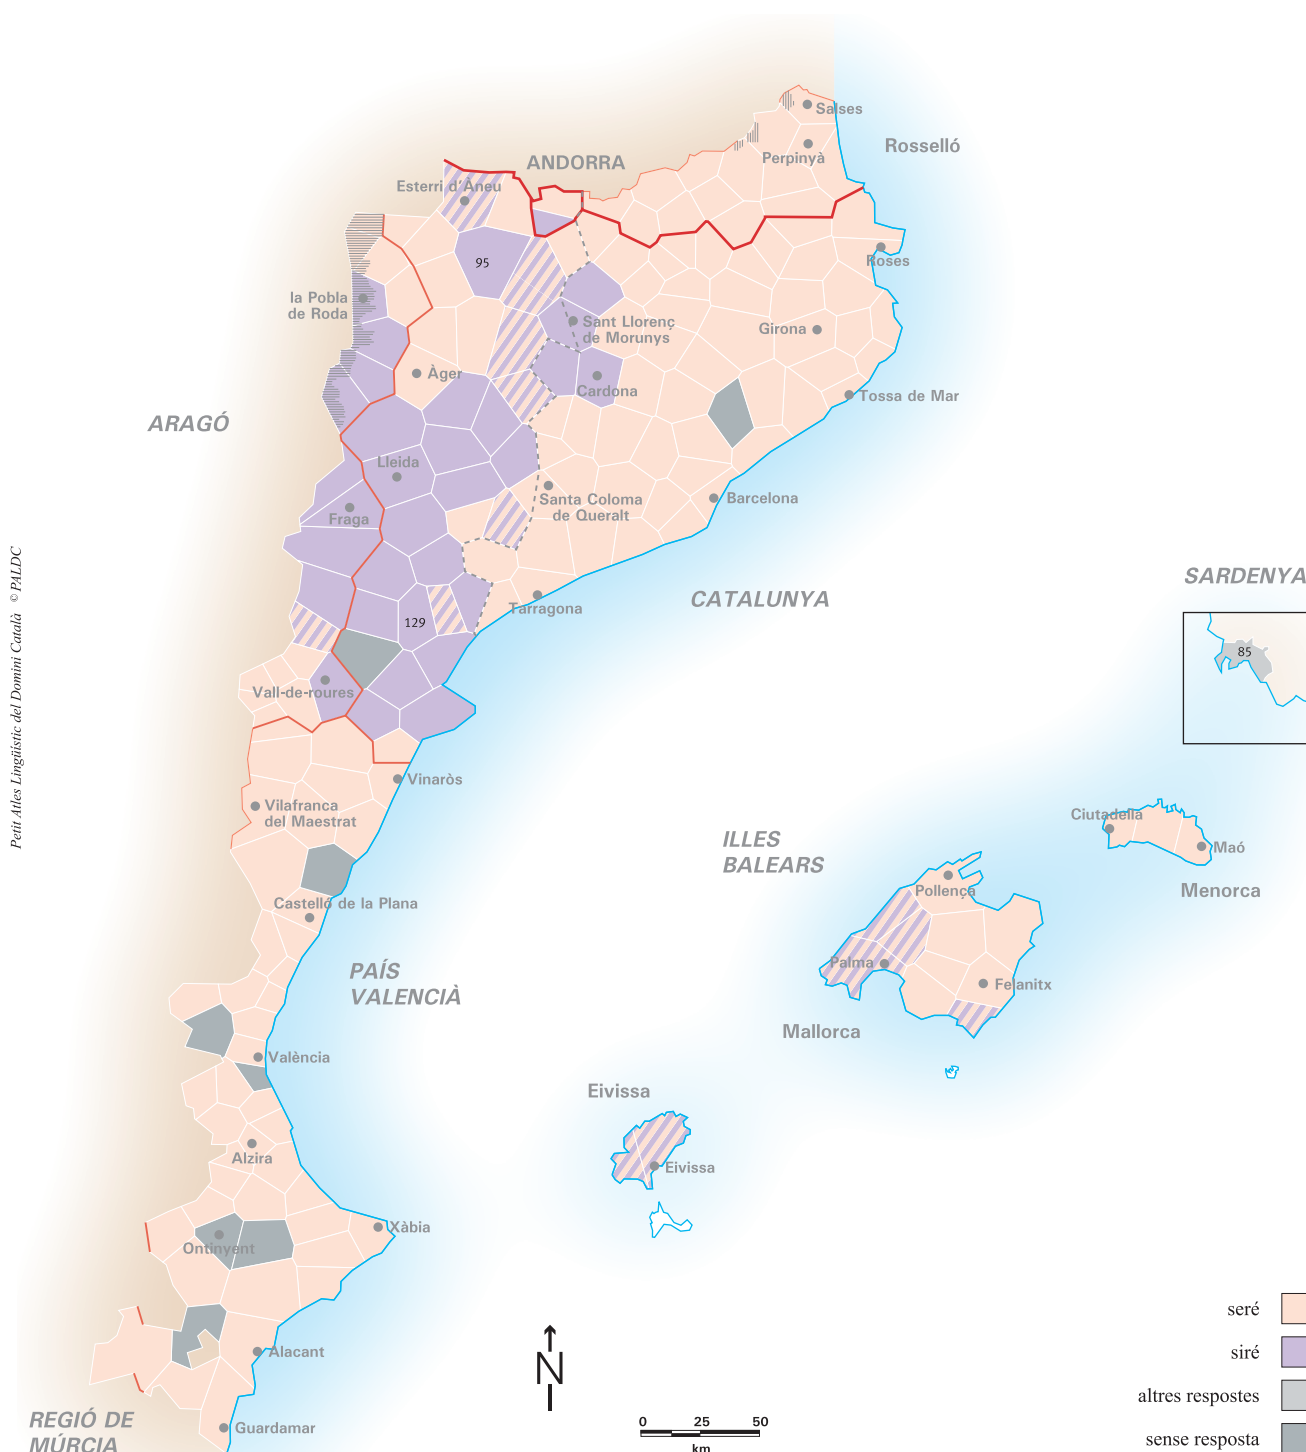 Salses
Rosselló
Perpinyà
ANDORRA
Esterri d'Àneu
Roses
95
la Pobla
de Roda
Sant Llorenç
de Morunys
Girona
Àger
Cardona
Tossa de Mar
ARAGÓ
Lleida
Santa Coloma
de Queralt
Barcelona
Fraga
Petit Atles Lingüístic del Domini Català © PALDC
SARDENYA
CATALUNYA
Tarragona
129
85
Vall-de-roures
Vinaròs
Vilafranca
del Maestrat
ILLES
BALEARS
Ciutadella
Maó
Menorca
Pollença
Castelló de la Plana
PAÍS
VALENCIÀ
Palma
Felanitx
Mallorca
València
Eivissa
Alzira
Eivissa
Xàbia
Ontinyent
seré
siré
Alacant
N
altres respostes
REGIÓ DE
MÚRCIA
Guardamar
0 25 50
km
sense resposta